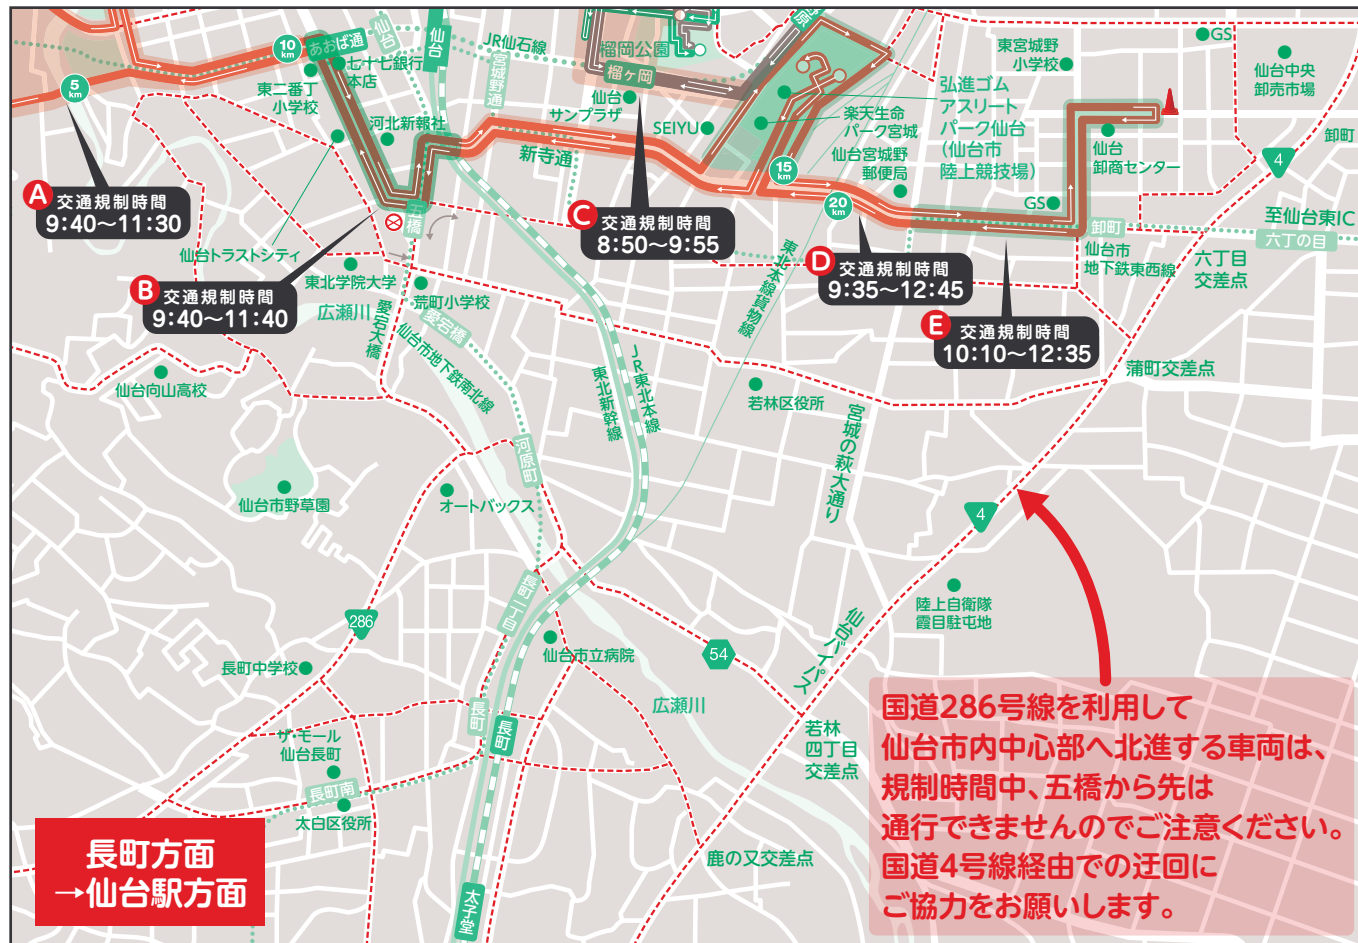 仙台
仙台
原
GS
10
km
あおば通
JR仙石線
榴岡公園
東宮城野
小学校
仙台中央
卸売市場
七十七銀行
本店
宮城野通
榴ヶ岡
5
km
東二番丁
小学校
仙台
サンプラザ
弘進ゴム
アスリート
パーク仙台
(仙台市
陸上競技場)
河北新報社
SEIYU
楽天生命
パーク宮城
卸町
新寺通
仙台宮城野
郵便局
仙台
卸商センター
4
15
km
A
交通規制時間
9:40〜11:30
五橋
C
交通規制時間
8:50〜9:55
20
km
GS
卸町
至仙台東IC
六丁の目
仙台トラストシティ
東北本線貨物線
仙台市
地下鉄東西線
六丁目
交差点
B
交通規制時間
9:40〜11:40
東北学院大学
荒町小学校
D
交通規制時間
9:35〜12:45
広瀬川
愛宕大橋
愛宕橋
仙台市地下鉄南北線
E
交通規制時間
10:10〜12:35
JR東北本線
東北新幹線
仙台向山高校
若林区役所
蒲町交差点
宮城の萩大通り
河原町
仙台市野草園
オートバックス
4
長町一丁目
陸上自衛隊
霞目駐屯地
286
仙台バイパス
長町中学校
仙台市立病院
54
広瀬川
長町
長町
若林
四丁目
交差点
ザ・モール
仙台長町
長町南
太白区役所
鹿の又交差点
太子堂
長町方面
→仙台駅方面
国道286号線を利用して
仙台市内中心部へ北進する車両は、
規制時間中、五橋から先は
通行できませんのでご注意ください。
国道4号線経由での迂回に
ご協力をお願いします。